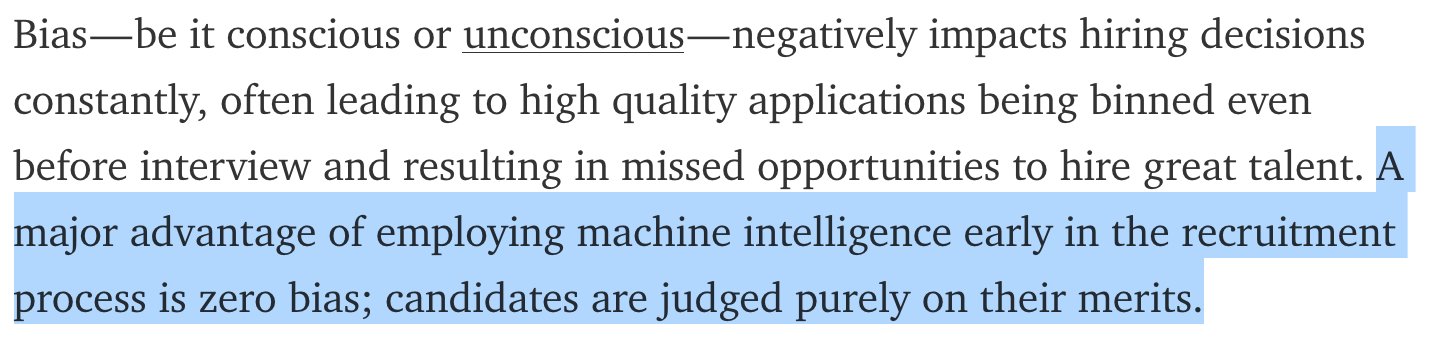 Bias—be it conscious or unconscious—negatively impacts hiring decisions
constantly, often leading to high quality applications being binned even
before interview and resulting in missed opportunities to hire great talent. A
major advantage of employing machine intelligence early in the recruitment
process is zero bias; candidates are judged purely on their merits.